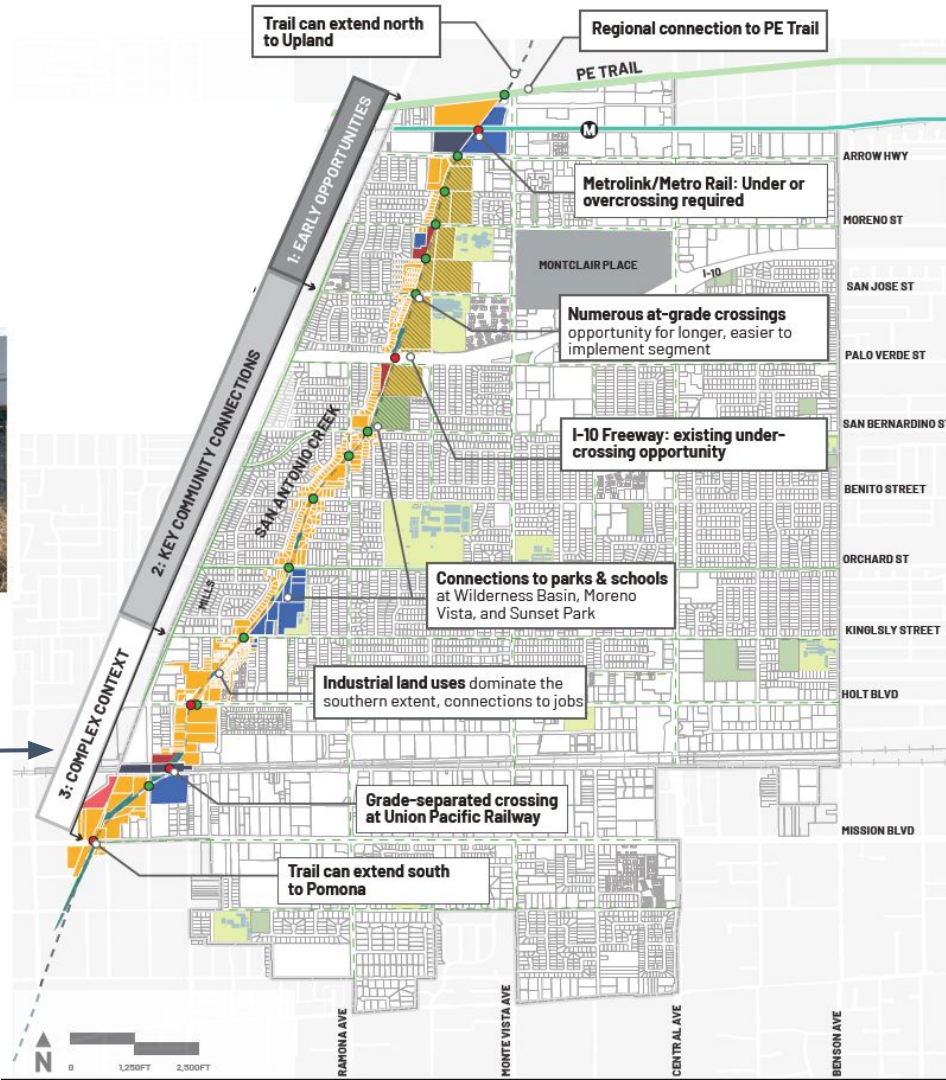 Trail can extend north
to Upland
Regional connection to PE Trail
PE TRAIL
M
ARROW HWY
1: EARLY OPPORTUNITIES
Metrolink/Metro Rail: Under or
overcrossing required
MORENO ST
MONTCLAIR PLACE
I-10
SAN JOSE ST
Numerous at-grade crossings
opportunity for longer, easier to
implement segment
PALO VERDE ST
2: KEY COMMUNITY CONNECTIONS
SAN ANTONIO CREEK
SAN BERNARDINO ST
I-10 Freeway: existing under-
crossing opportunity
BENITO STREET
ORCHARD ST
MILLS
Connections to parks & schools
at Wilderness Basin, Moreno
Vista, and Sunset Park
KINGLSLY STREET
3: COMPLEX CONTEXT
Industrial land uses dominate the
southern extent, connections to jobs
HOLT BLVD
Grade-separated crossing
at Union Pacific Railway
MISSION BLVD
Trail can extend south
to Pomona
RAMONA AVE
MONTE VISTA AVE
CENTRAL AVE
BENSON AVE
N
0 1,250FT 2,500FT